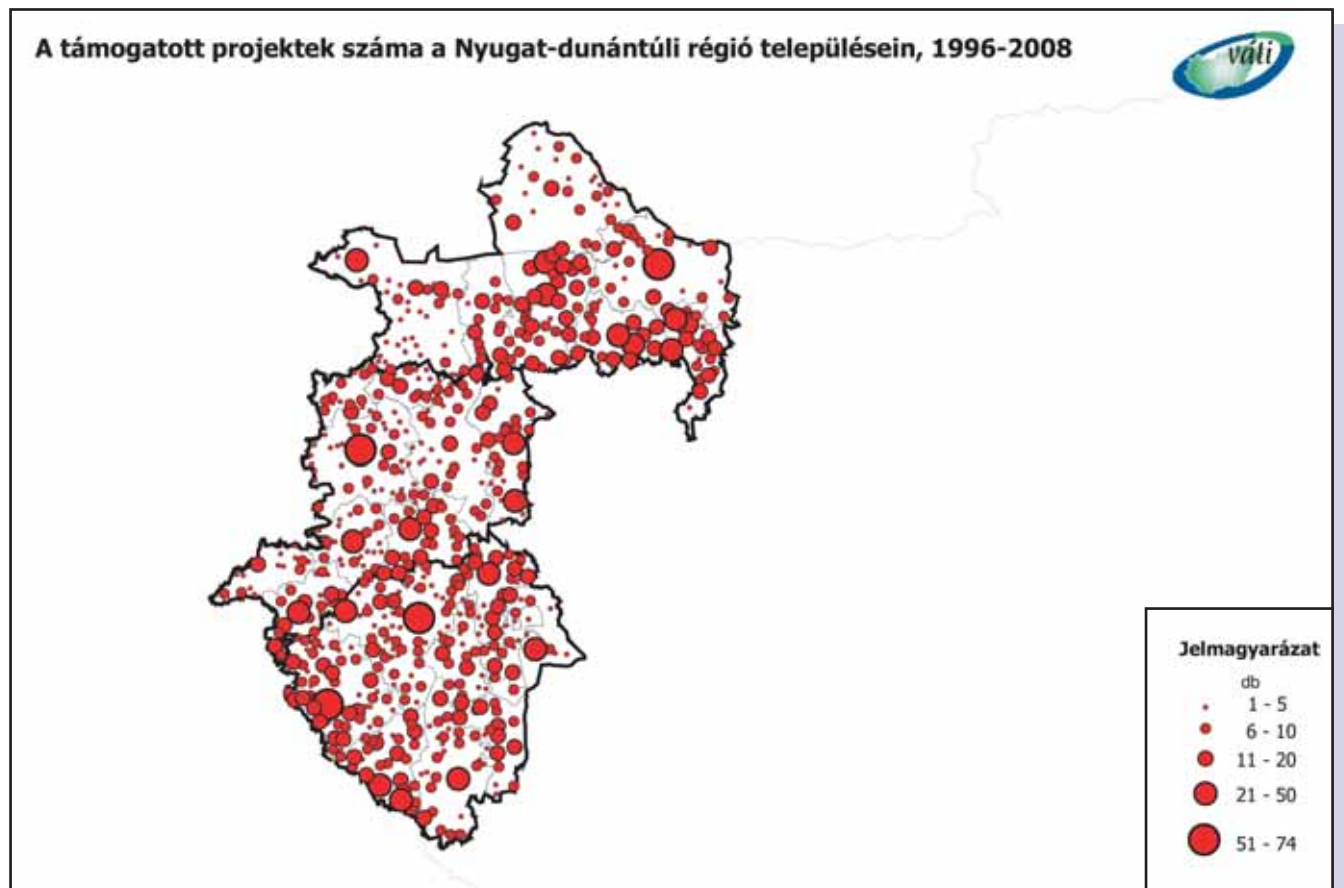 A támogatott projektek száma a Nyugat-dunántúli régió településein, 1996-2008
váti
Jelmagyarázat
db
1 - 5
6 - 10
11 - 20
21 - 50
51 - 74